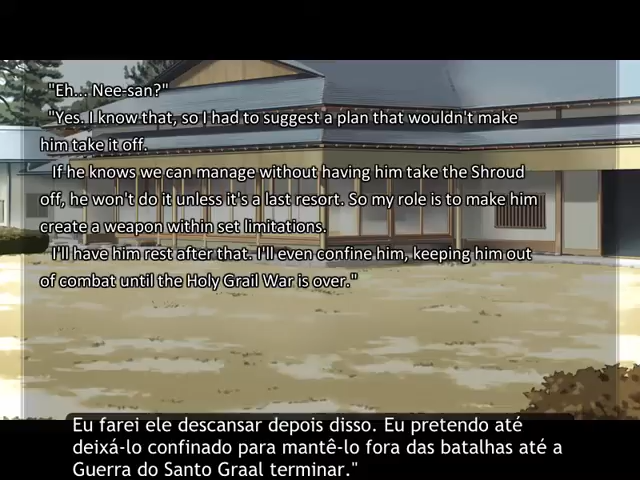 "Eh... Nee-san?"
"Yes. I know that, so I had to suggest a plan that wouldn't make
him take it off.
If he knows we can manage without having him take the Shroud
off, he won't do it unless it's a last resort. So my role is to make him
create a weapon within set limitations.
I'll have him rest after that. I'll even confine him, keeping him out
of combat until the Holy Grail War is over."
Eu farei ele descansar depois disso. Eu pretendo até
deixá-lo confinado para mantê-lo fora das batalhas até a
Guerra do Santo Graal terminar."